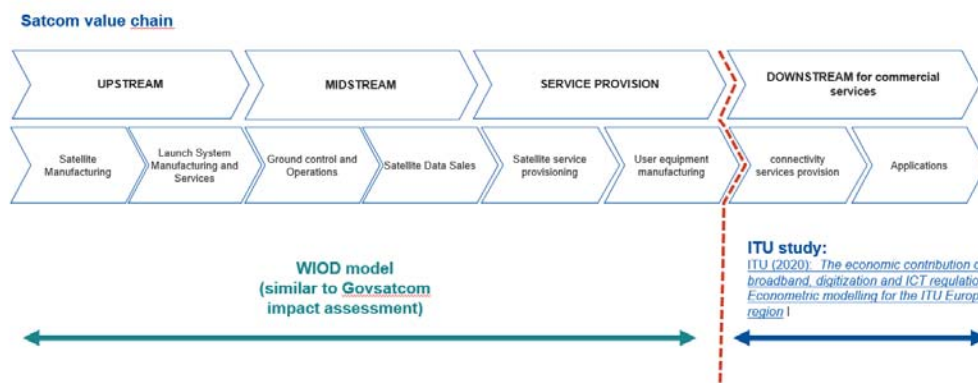 Satcom value chain
UPSTREAM
MIDSTREAM
SERVICE PROVISION
DOWNSTREAM for commercial
services
Satellite
Manufacturing
Launch System
Manufacturing and
Services
Ground control and
Operations
Satellite Data Sales
Satellite service
provisioning
User equipment
manufacturing
connectivity
services provision
Applications
WIOD model
(similar to Govsatcom
impact assessment)
ITU study:
ITU (2020): The economic contribution o
broadband, digitization and ICT regulatio
Econometric modelling for the ITU Europ
region